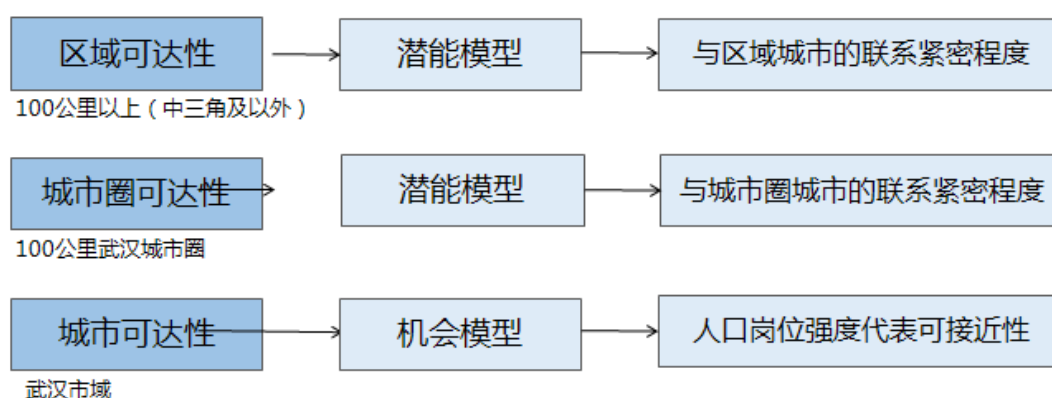 区域可达性
潜能模型
与区域城市的联系紧密程度
100公里以上（中三角及以外）
城市圈可达性
潜能模型
与城市圈城市的联系紧密程度
100公里武汉城市圈
城市可达性
机会模型
人口岗位强度代表可接近性
武汉市域